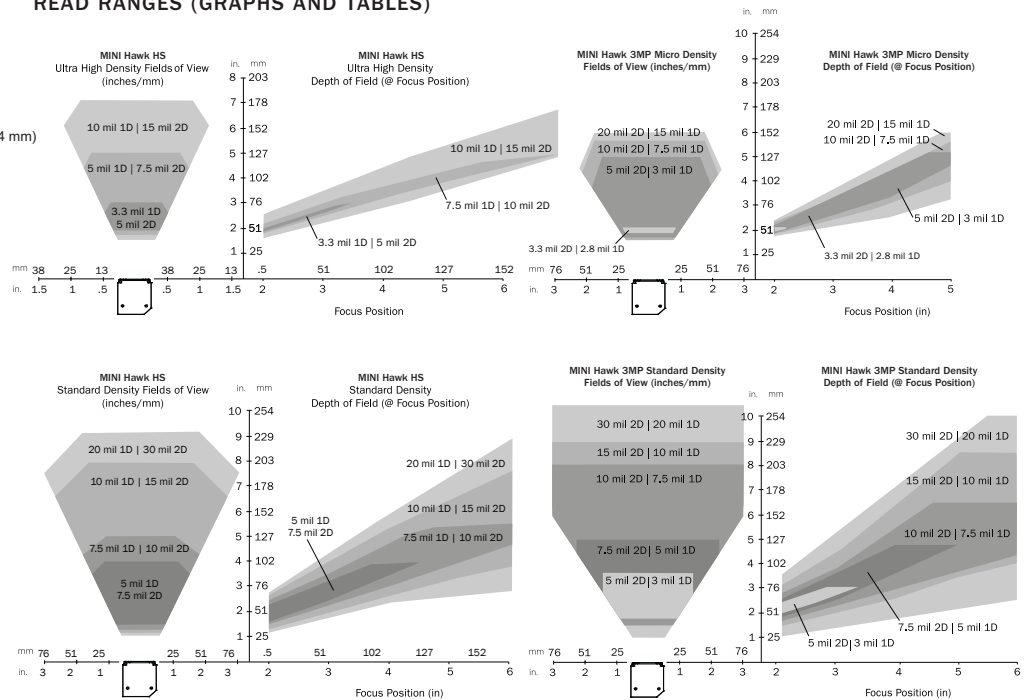 READ RANGES (GRAPHS AND TABLES)
4 mm)
MINI Hawk HS
Ultra High Density Fields of View
(inches/mm)
10 mil 1D | 15 mil 2D
5 mil 1D | 7.5 mil 2D
3.3 mil 1D
5 mil 2D
mm 38 25 13 38 25 13
in. 1.5 1 .5 .5 1 1.5
in. mm
8 203
7 178
6 152
5 127
4 102
3 76
2 51
1 25
MINI Hawk HS
Ultra High Density
Depth of Field (@ Focus Position)
10 mil 1D | 15 mil 2D
7.5 mil 1D | 10 mil 2D
3.3 mil 1D | 5 mil 2D
.5 51 102 127 152
2 3 4 5 6
Focus Position
MINI Hawk 3MP Micro Density
Fields of View (inches/mm)
20 mil 2D | 15 mil 1D
10 mil 2D | 7.5 mil 1D
5 mil 2D | 3 mil 1D
3.3 mil 2D | 2.8 mil 1D
mm 76 51 25 25 51 76
in. 3 2 1 1 2 3
in. mm
10 254
9 229
8 203
7 178
6 152
5 127
4 102
3 76
2 51
1 25
MINI Hawk 3MP Micro Density
Depth of Field (@ Focus Position)
20 mil 2D | 15 mil 1D
10 mil 2D | 7.5 mil 1D
5 mil 2D | 3 mil 1D
3.3 mil 2D | 2.8 mil 1D
2 3 4 5
Focus Position (in)
MINI Hawk HS
Standard Density Fields of View
(inches/mm)
20 mil 1D | 30 mil 2D
10 mil 1D | 15 mil 2D
7.5 mil 1D | 10 mil 2D
5 mil 1D
7.5 mil 2D
mm 76 51 25 25 51 76
in. 3 2 1 1 2 3
in. mm
10 254
9 229
8 203
7 178
6 152
5 127
4 102
3 76
2 51
1 25
MINI Hawk HS
Standard Density
Depth of Field (@ Focus Position)
20 mil 1D | 30 mil 2D
10 mil 1D | 15 mil 2D
5 mil 1D
7.5 mil 2D
7.5 mil 1D | 10 mil 2D
.5 51 102 127 152
2 3 4 5 6
Focus Position (in)
MINI Hawk 3MP Standard Density
Fields of View (inches/mm)
30 mil 2D | 20 mil 1D
15 mil 2D | 10 mil 1D
10 mil 2D | 7.5 mil 1D
7.5 mil 2D | 5 mil 1D
5 mil 2D | 3 mil 1D
mm 76 51 25 25 51 76
in. 3 2 1 1 2 3
in. mm
10 254
9 229
8 203
7 178
6 152
5 127
4 102
3 76
2 51
1 25
MINI Hawk 3MP Standard Density
Depth of Field (@ Focus Position)
30 mil 2D | 20 mil 1D
15 mil 2D | 10 mil 1D
10 mil 2D | 7.5 mil 1D
7.5 mil 2D | 5 mil 1D
5 mil 2D | 3 mil 1D
2 3 4 5 6
Focus Position (in)